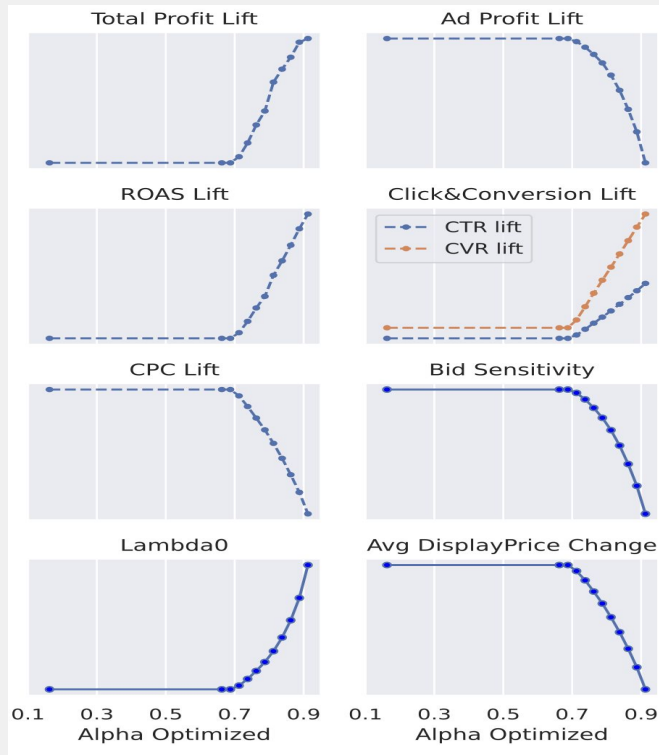 Total Profit Lift
Ad Profit Lift
ROAS Lift
Click&Conversion Lift
CTR lift
CVR lift
CPC Lift
Bid Sensitivity
Lambda0
Avg DisplayPrice Change
0.1 0.3 0.5 0.7 0.9
0.1 0.3 0.5 0.7 0.9
Alpha Optimized
Alpha Optimized